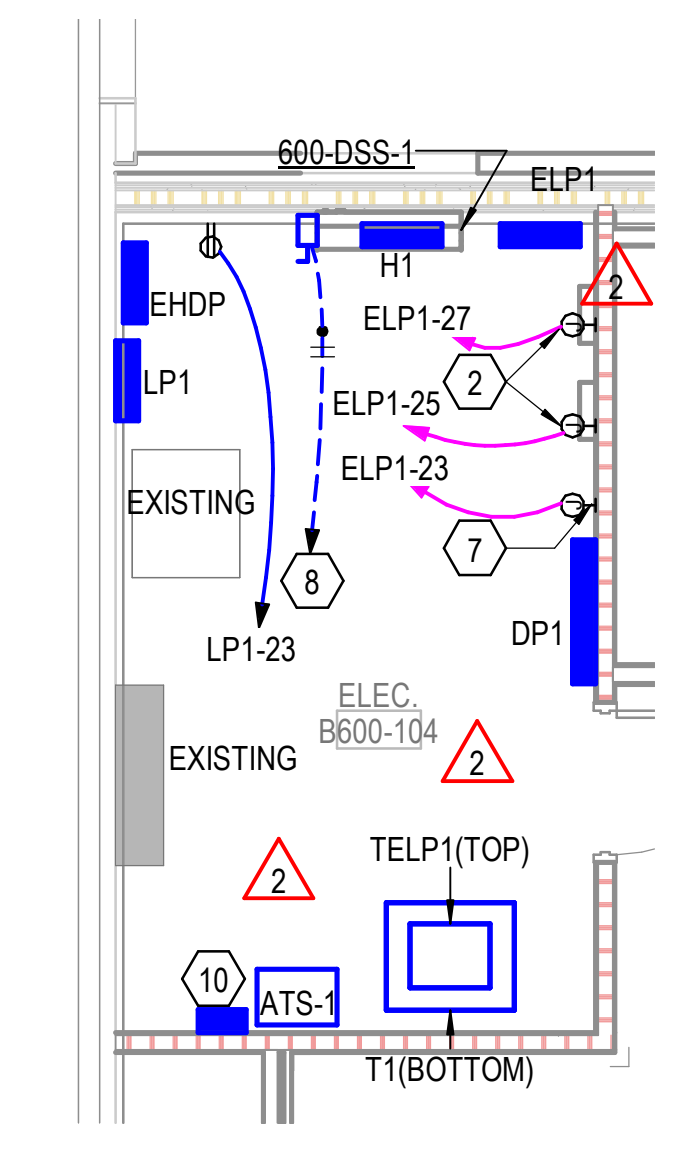 600-DSS-1
ELP1
H1
2
EHDP
ELP1-27
LP1
2
ELP1-25
ELP1-23
EXISTING
7
8
LP1-23
DP1
ELEC.
B600-104
EXISTING
2
TELP1(TOP)
2
10
ATS-1
T1(BOTTOM)